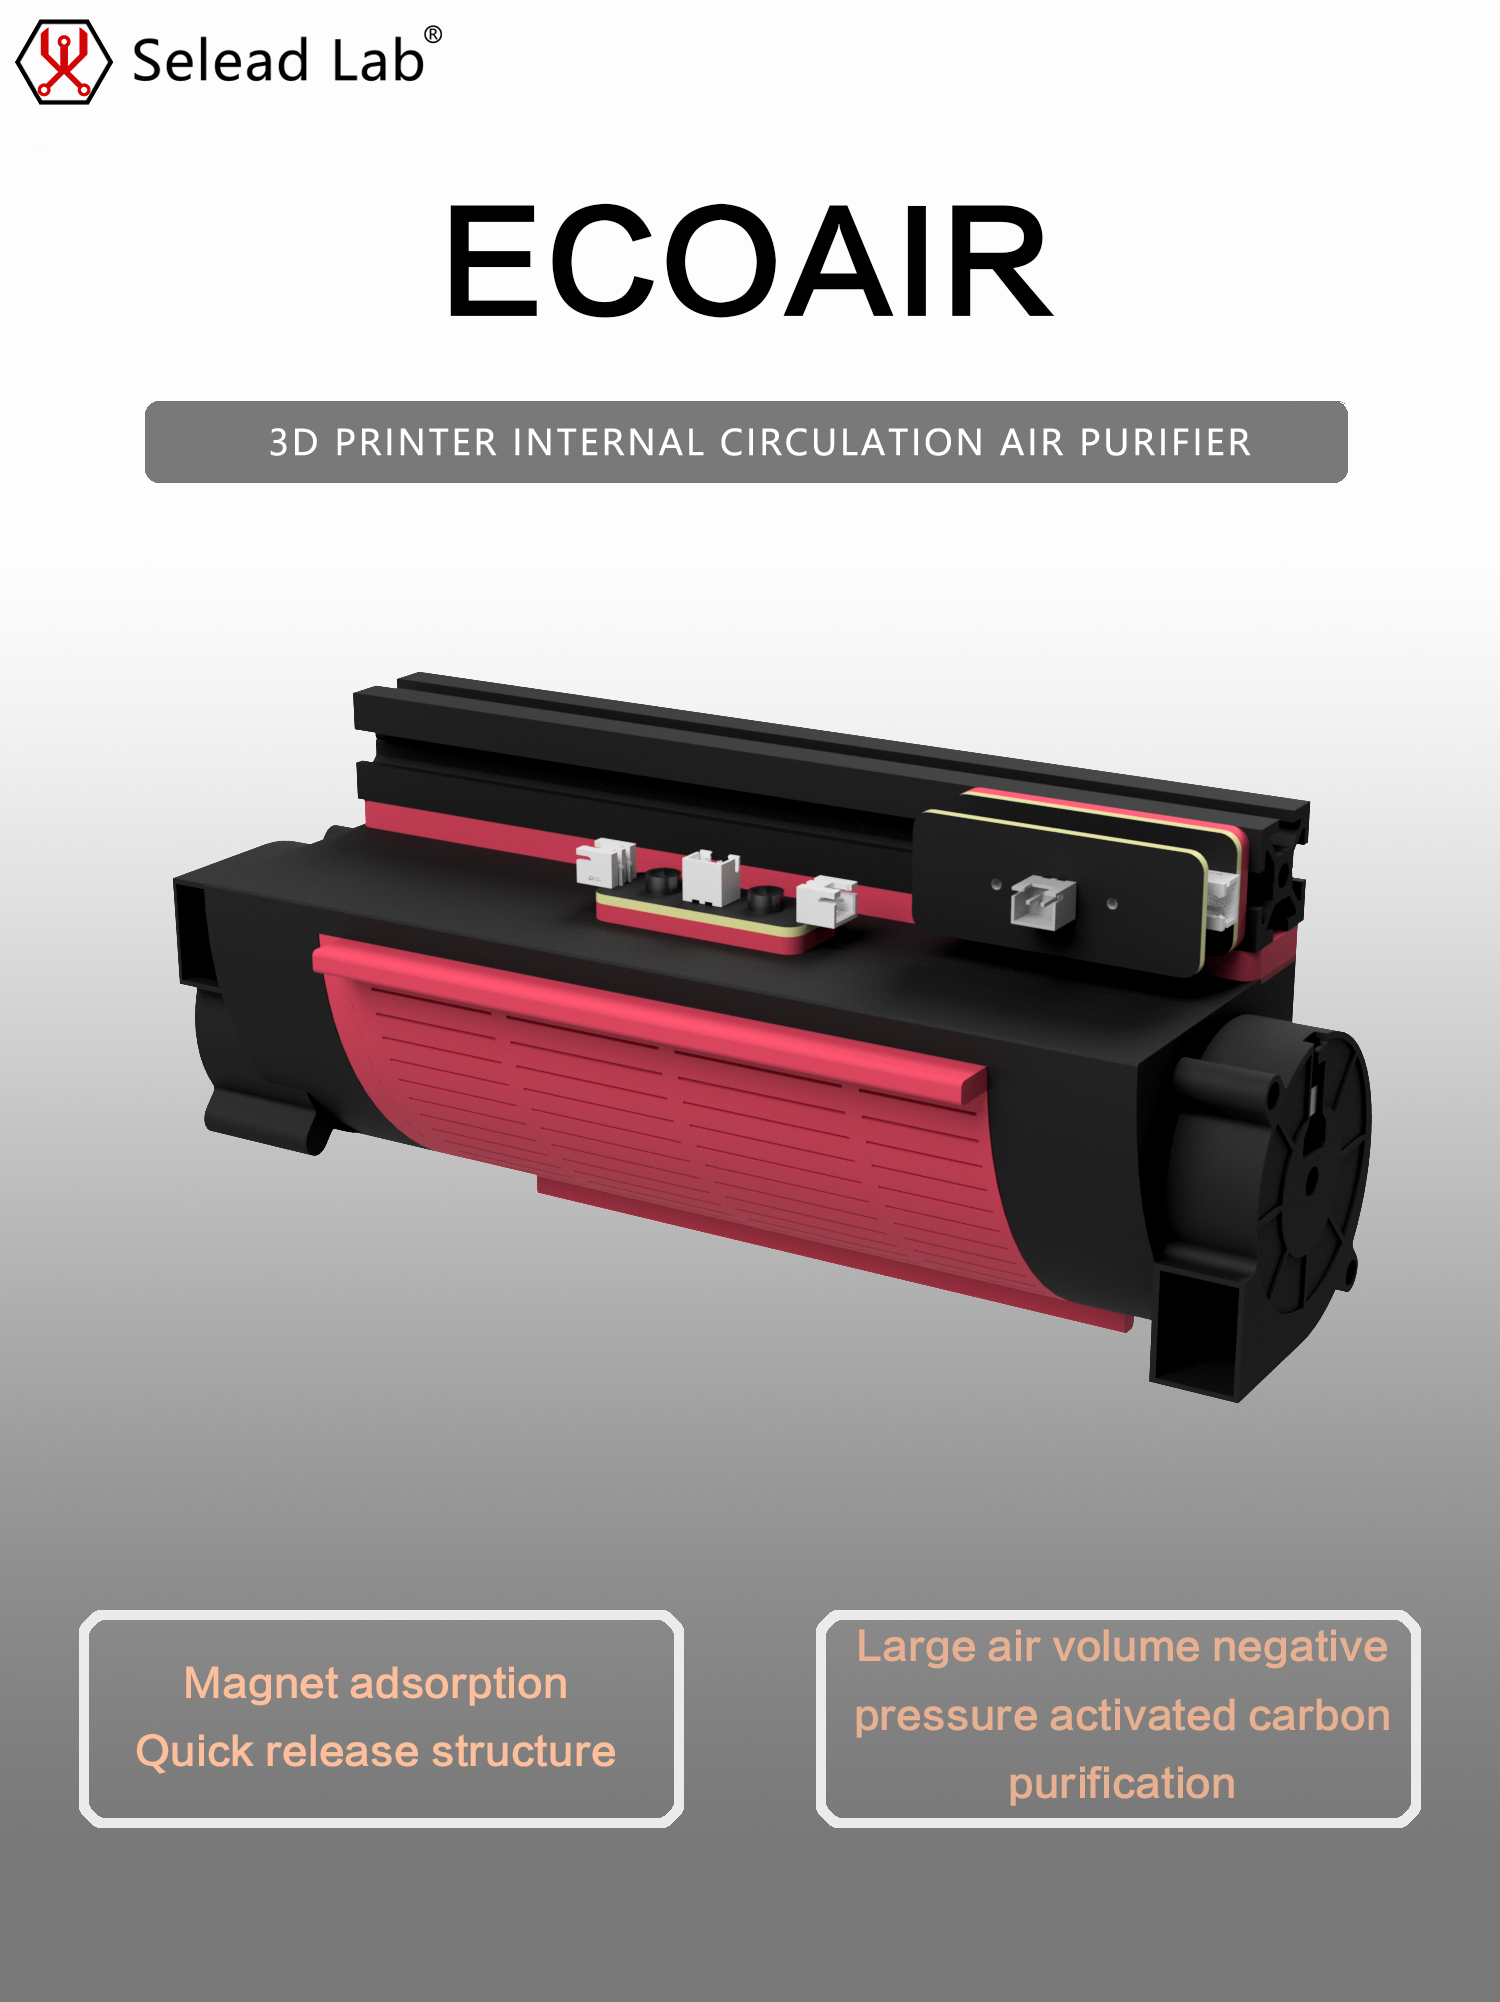 Selead Lab®
ECOAIR
3D PRINTER INTERNAL CIRCULATION AIR PURIFIER
Magnet adsorption
Quick release structure
Large air volume negative
pressure activated carbon
purification